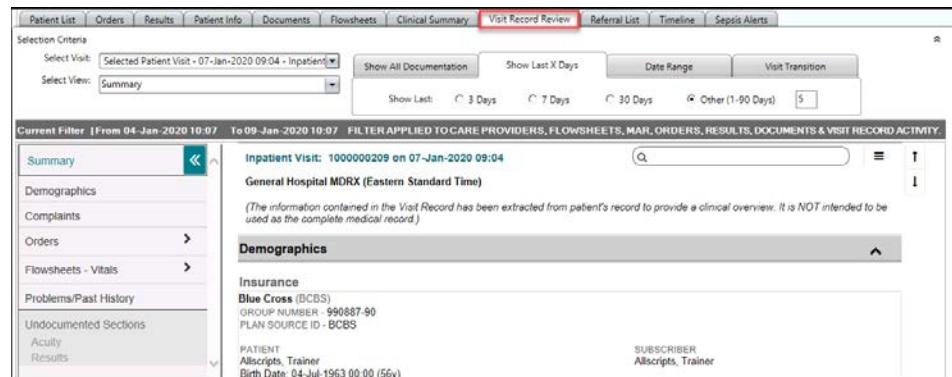 Patient List Orders Results Patient Info Documents Flowsheets Clinical Summary Visit Record Review Referral List Timeline Sepsis Alerts
Selection Criteria
Select Visit: Selected Patient Visit - 07-Jan-2020 09:04 - Inpatient
Select View: Summary
Show All Documentation Show Last X Days Date Range Visit Transition
Show Last: 3 Days 7 Days 30 Days Other (1-90 Days) 5
Current Filter | From 04-Jan-2020 10:07 To 09-Jan-2020 10:07 FILTER APPLIED TO CARE PROVIDERS, FLOWSHEETS, MAR, ORDERS, RESULTS, DOCUMENTS & VISIT RECORD ACTIVITY.
Summary
Demographics
Complaints
Orders
Flowsheets - Vitals
Problems/Past History
Undocumented Sections
Acuity
Results
Inpatient Visit: 1000000209 on 07-Jan-2020 09:04
General Hospital MDRX (Eastern Standard Time)
(The information contained in the Visit Record has been extracted from patient's record to provide a clinical overview. It is NOT intended to be
used as the complete medical record.)
Demographics
Insurance
Blue Cross (BCBS)
GROUP NUMBER - 990887-90
PLAN SOURCE ID - BCBS
PATIENT
Allscripts, Trainer
Birth Date: 04-Jul-1963 00:00 (56y)
SUBSCRIBER
Allscripts, Trainer